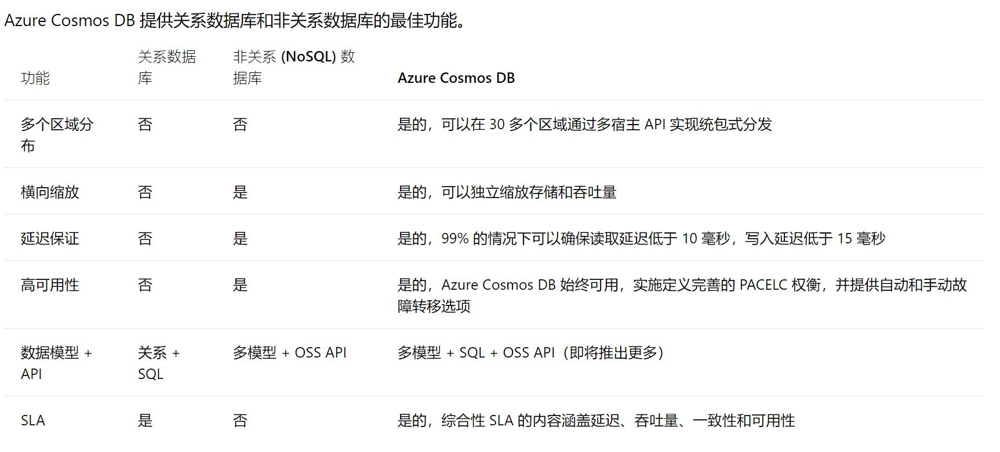 Azure Cosmos DB 提供关系数据库和非关系数据库的最佳功能。
功能
关系数据
库
非关系 (NoSQL) 数
据库
Azure Cosmos DB
多个区域分
布
否
否
是的，可以在 30 多个区域通过多宿主 API 实现统包式分发
横向缩放
否
是
是的，可以独立缩放存储和吞吐量
延迟保证
否
是
是的，99% 的情况下可以确保读取延迟低于 10 毫秒，写入延迟低于 15 毫秒
高可用性
否
是
是的，Azure Cosmos DB 始终可用，实施定义完善的 PACELC 权衡，并提供自动和手动故
障转移选项
数据模型 +
API
关系 +
SQL
多模型 + OSS API
多模型 + SQL + OSS API（即将推出更多）
SLA
是
否
是的，综合性 SLA 的内容涵盖延迟、吞吐量、一致性和可用性